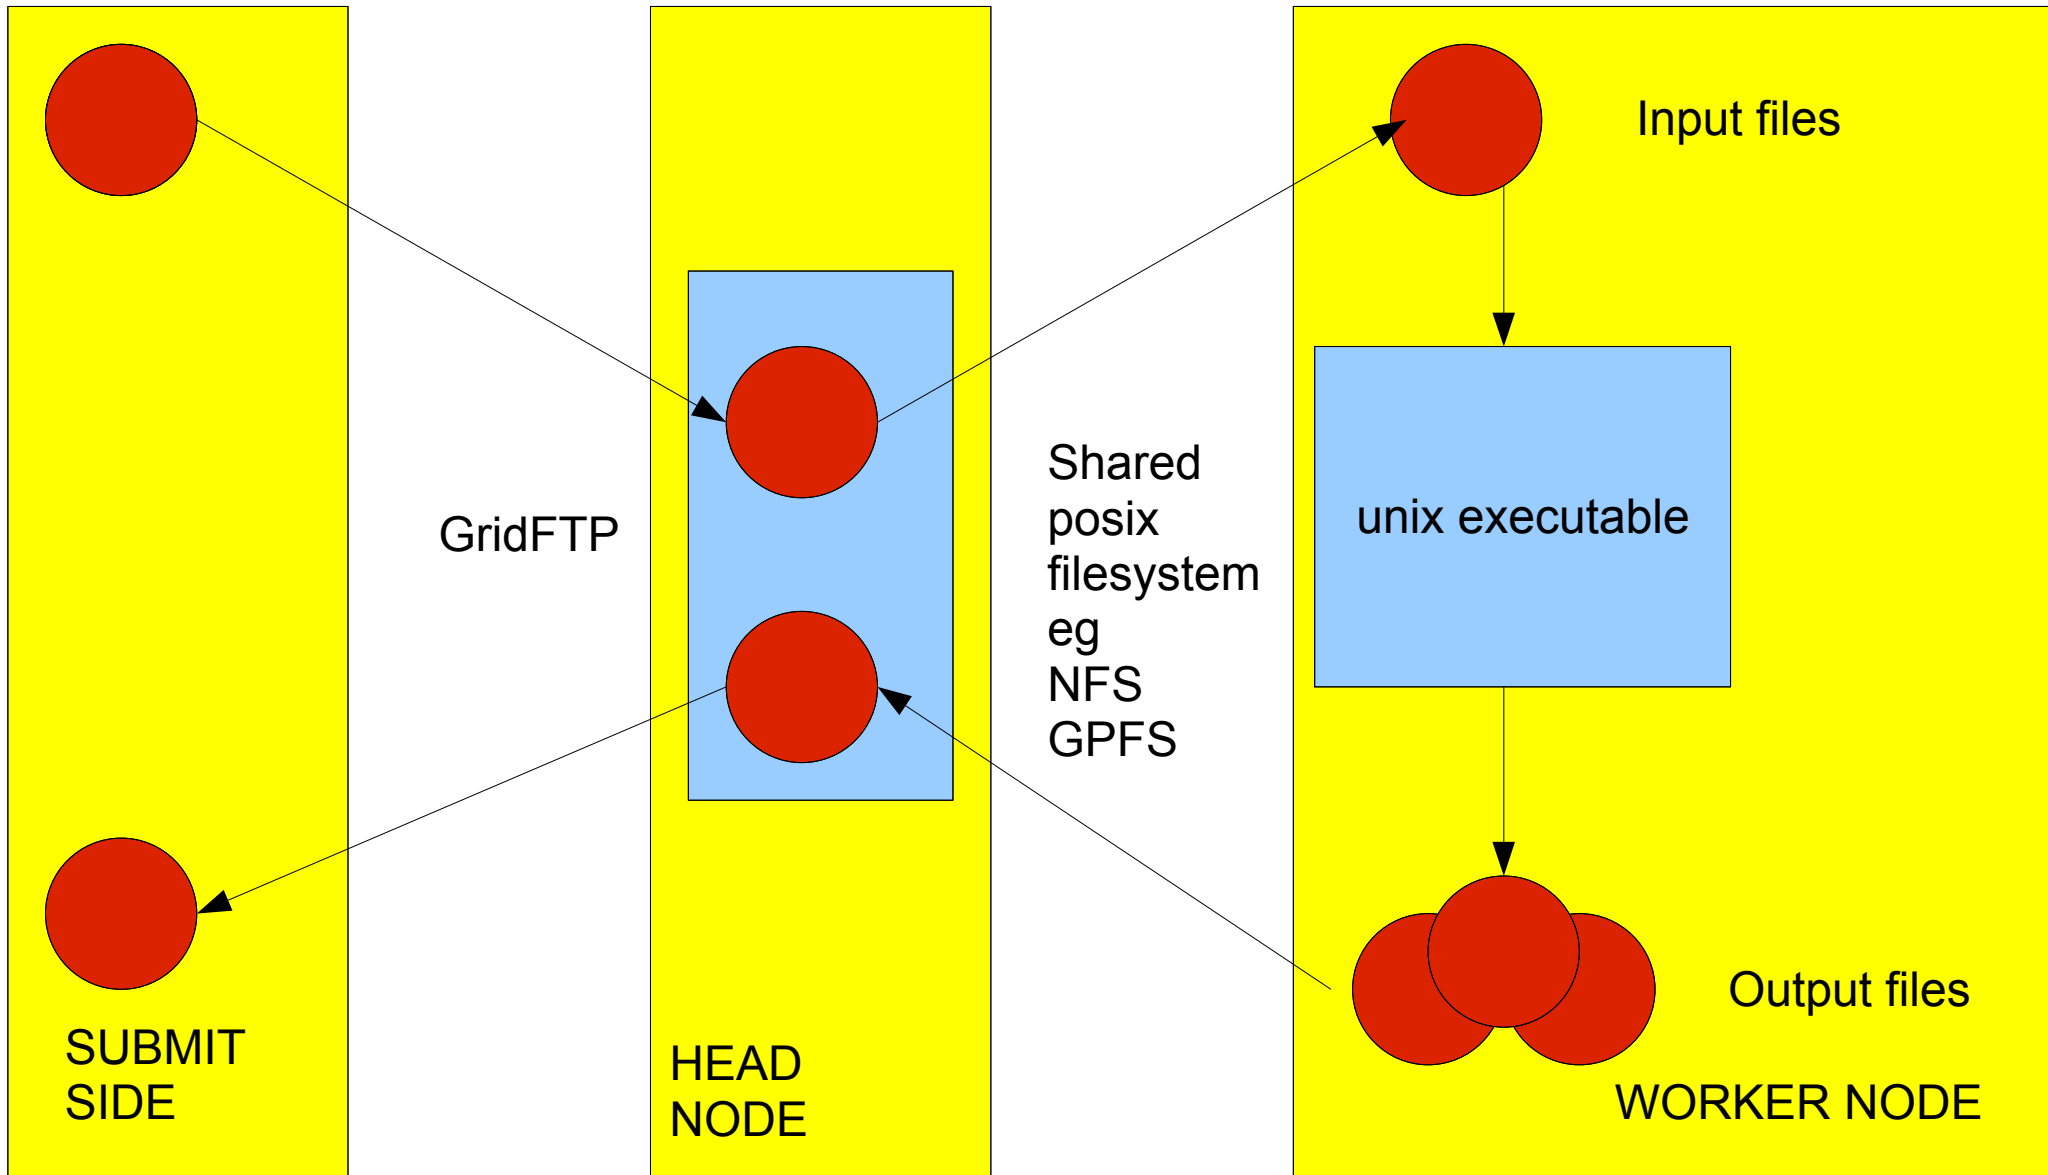 Input files
GridFTP
Shared
posix
filesystem
eg
NFS
GPFS
unix executable
Output files
SUBMIT
SIDE
HEAD
NODE
WORKER NODE